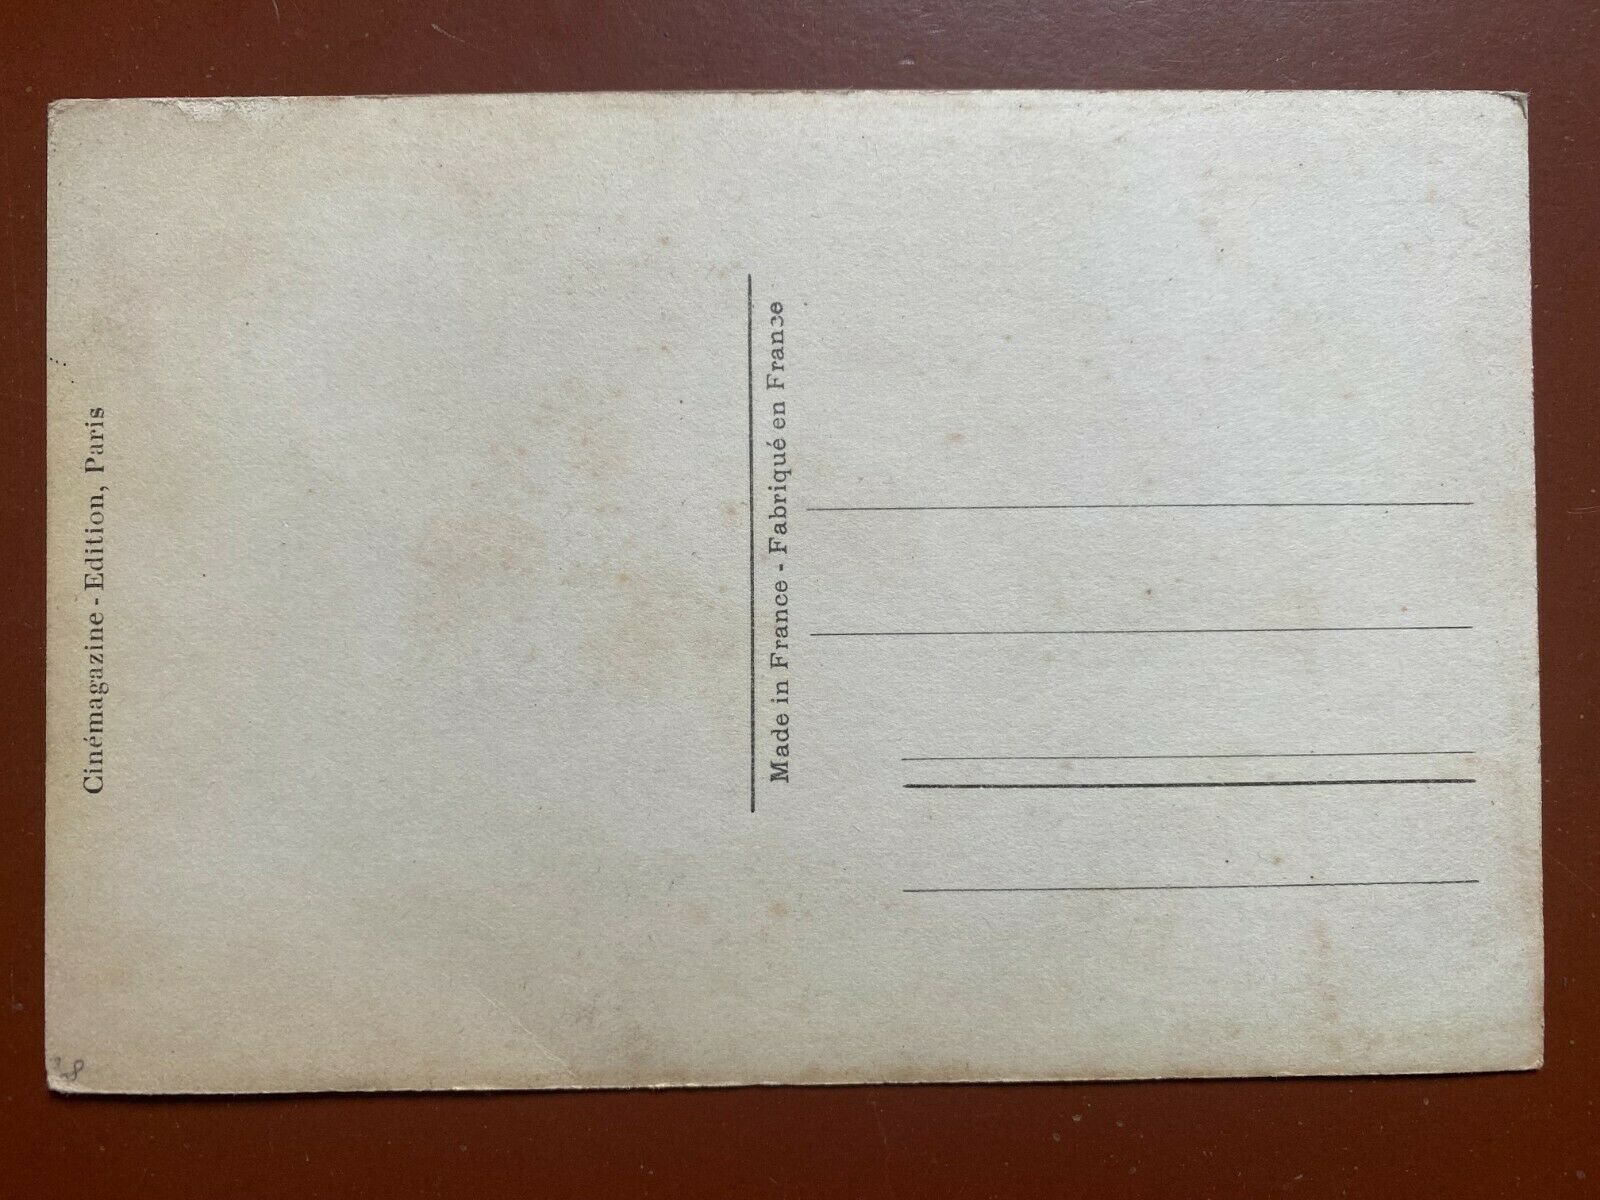 Cinémagazine - Edition, Paris
Made in France - Fabriqué en France